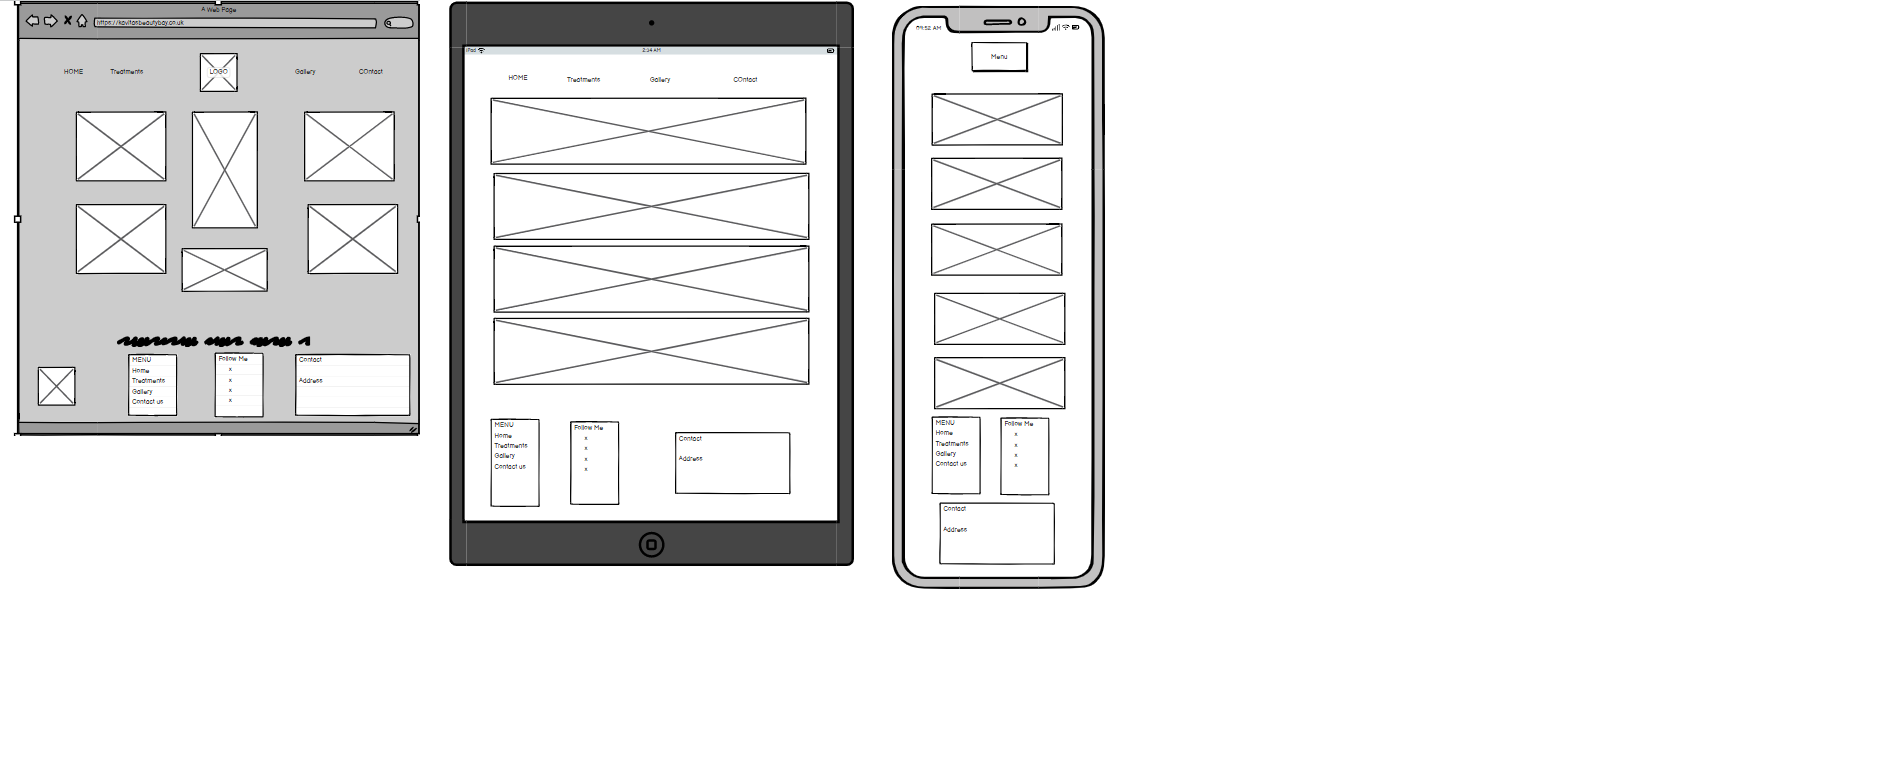 A Web Page
https://kavitasbeautybay.co.uk
HOME Treatments LOGO Gallery COntact
MENU
Home
Treatments
Gallery
Contact us
Follow Me
x
x
x
x
Contact
Address
iPad 2:14 AM
HOME Treatments Gallery COntact
MENU
Home
Treatments
Gallery
Contact us
Follow Me
x
x
x
x
Contact
Address
09:52 AM
Menu
MENU
Home
Treatments
Gallery
Contact us
Follow Me
x
x
x
x
Contact
Address